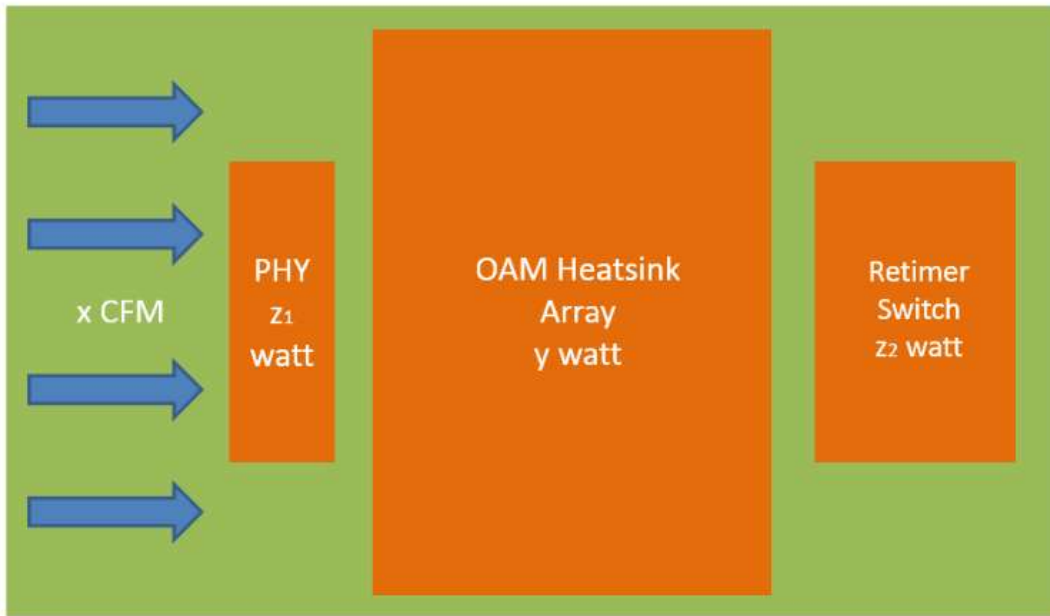 x CFM
PHY
z₁
watt
OAM Heatsink
Array
y watt
Retimer
Switch
z₂ watt